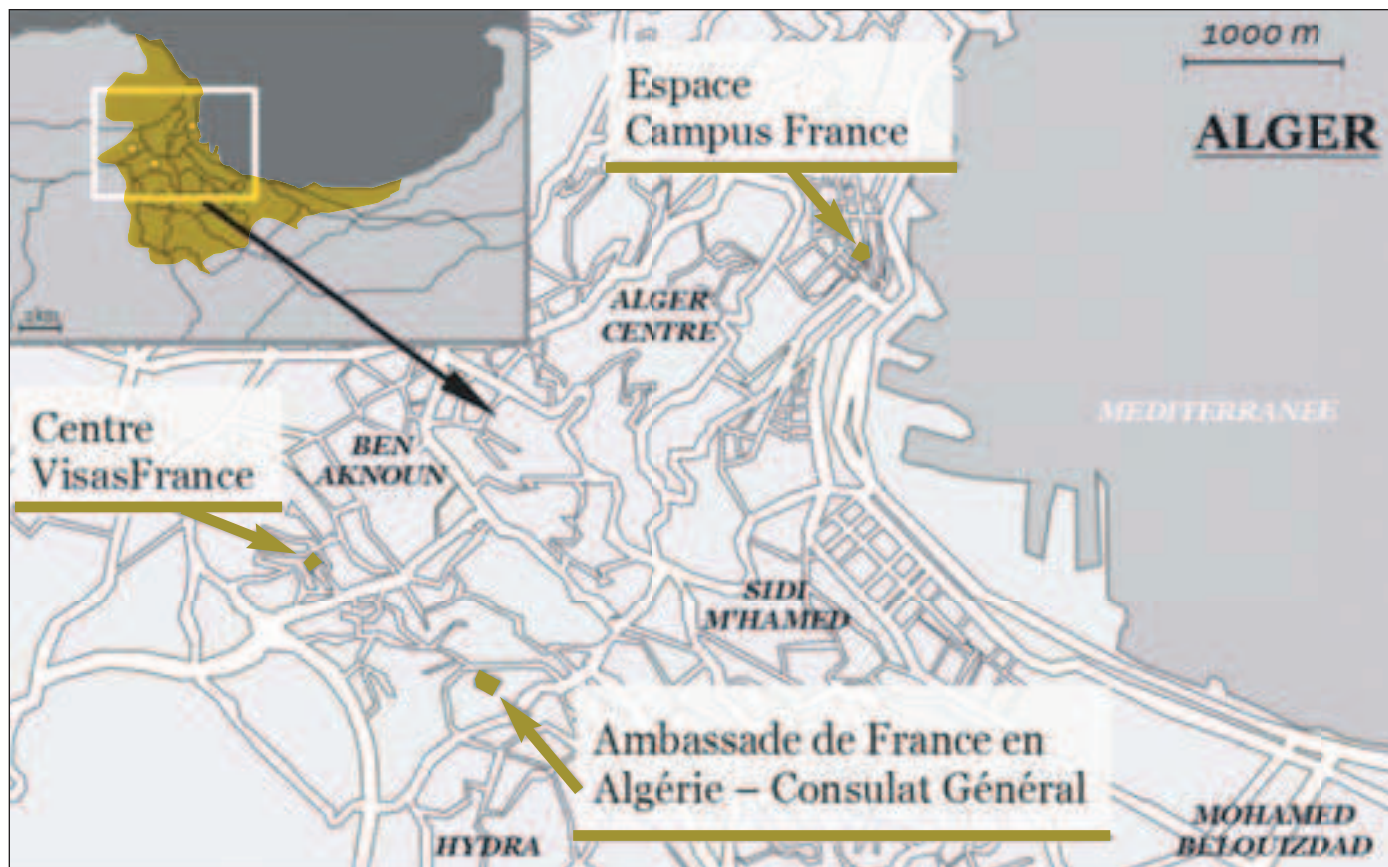 Espace
Campus France
1000 m
ALGER
ALGER
CENTRE
MEDITERRANEE
Centre
VisasFrance
BEN
AKNOUN
SIDI
M'HAMED
Ambassade de France en
Algérie – Consulat Général
HYDRA
MOHAMED
BELOUIZDAD